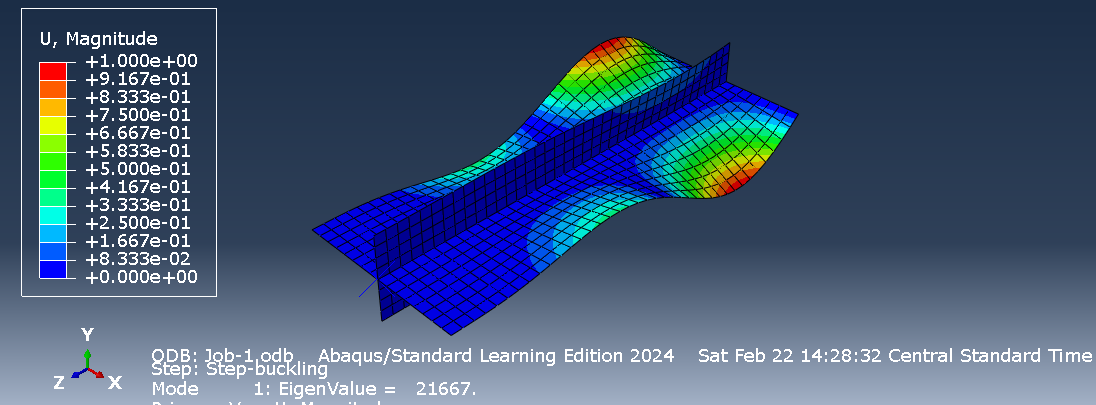 U, Magnitude
+1.000e+00
+9.167e-01
+8.333e-01
+7.500e-01
+6.667e-01
+5.833e-01
+5.000e-01
+4.167e-01
+3.333e-01
+2.500e-01
+1.667e-01
+8.333e-02
+0.000e+00
Y
Z X
ODB: Job-1.odb Abaqus/Standard Learning Edition 2024 Sat Feb 22 14:28:32 Central Standard Time
Step: Step-buckling
Mode 1: EigenValue = 21667.